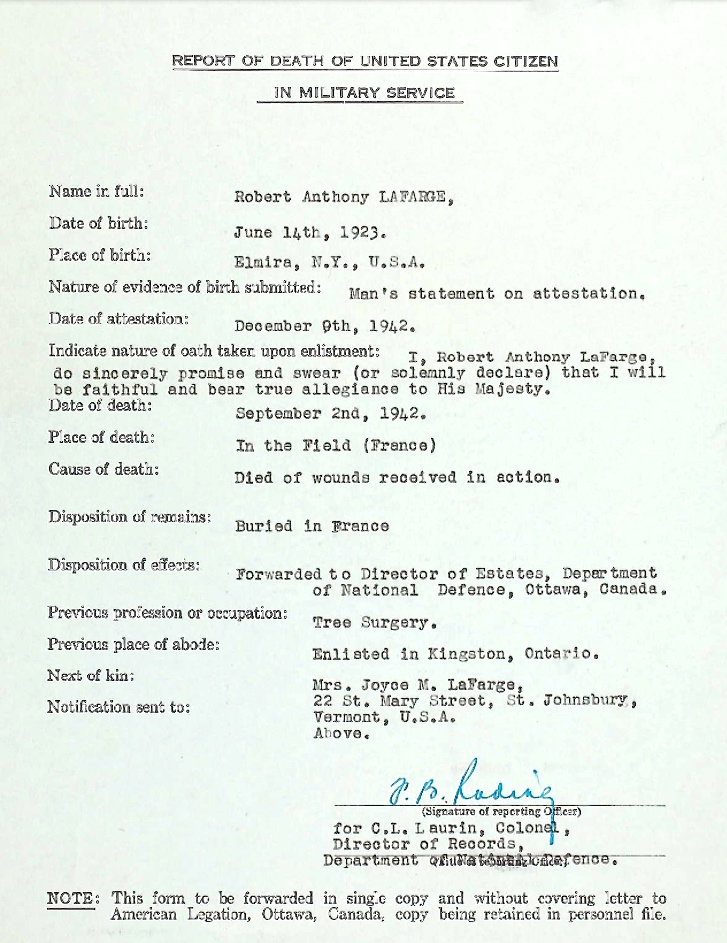 REPORT OF DEATH OF UNITED STATES CITIZEN
IN MILITARY SERVICE
Name in full: Robert Anthony LAFARGE,
Date of birth: June 14th, 1923.
Place of birth: Elmira, N.Y., U.S.A.
Nature of evidence of birth submitted: Man's statement on attestation.
Date of attestation: December 9th, 1942.
Indicate nature of oath taken upon enlistment: I, Robert Anthony LaFarge,
do sincerely promise and swear (or solemnly declare) that I will
be faithful and bear true allegiance to His Majesty.
Date of death: September 2nd, 1942.
Place of death: In the Field (France)
Cause of death: Died of wounds received in action.
Disposition of remains: Buried in France
Disposition of effects: Forwarded to Director of Estates, Department
of National Defence, Ottawa, Canada.
Previous profession or occupation: Tree Surgery.
Previous place of abode: Enlisted in Kingston, Ontario.
Next of kin: Mrs. Joyce M. LaFarge,
22 St. Mary Street, St. Johnsbury,
Notification sent to: Vermont, U.S.A.
Above.
(Signature of reporting Officer)
for C.L. Laurin, Colonel,
Director of Records,
Department of National Defence.
NOTE: This form to be forwarded in single copy and without covering letter to
American Legation, Ottawa, Canada, copy being retained in personnel file.